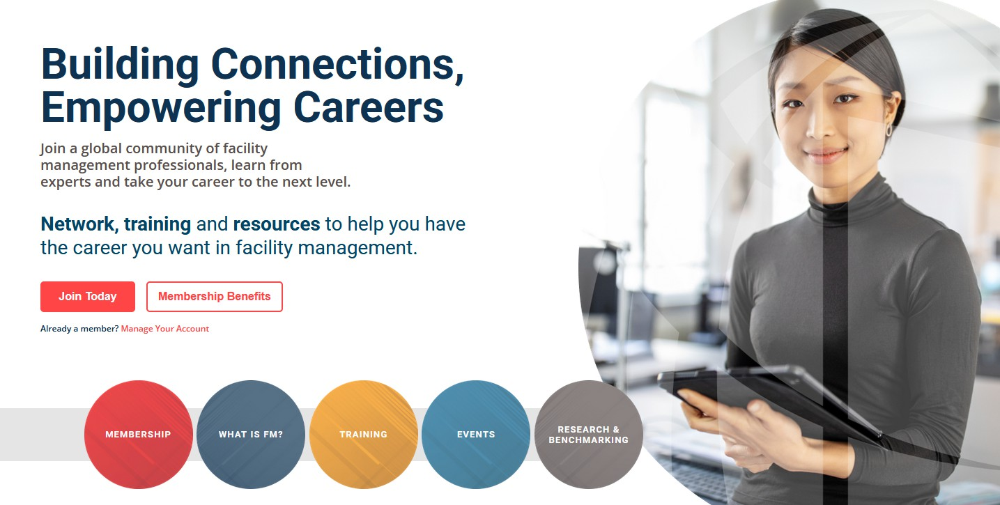 Building Connections,
Empowering Careers
Join a global community of facility
management professionals, learn from
experts and take your career to the next level.
Network, training and resources to help you have
the career you want in facility management.
Join Today
Membership Benefits
Already a member? Manage Your Account
MEMBERSHIP
WHAT IS FM?
TRAINING
EVENTS
RESEARCH &
BENCHMARKING